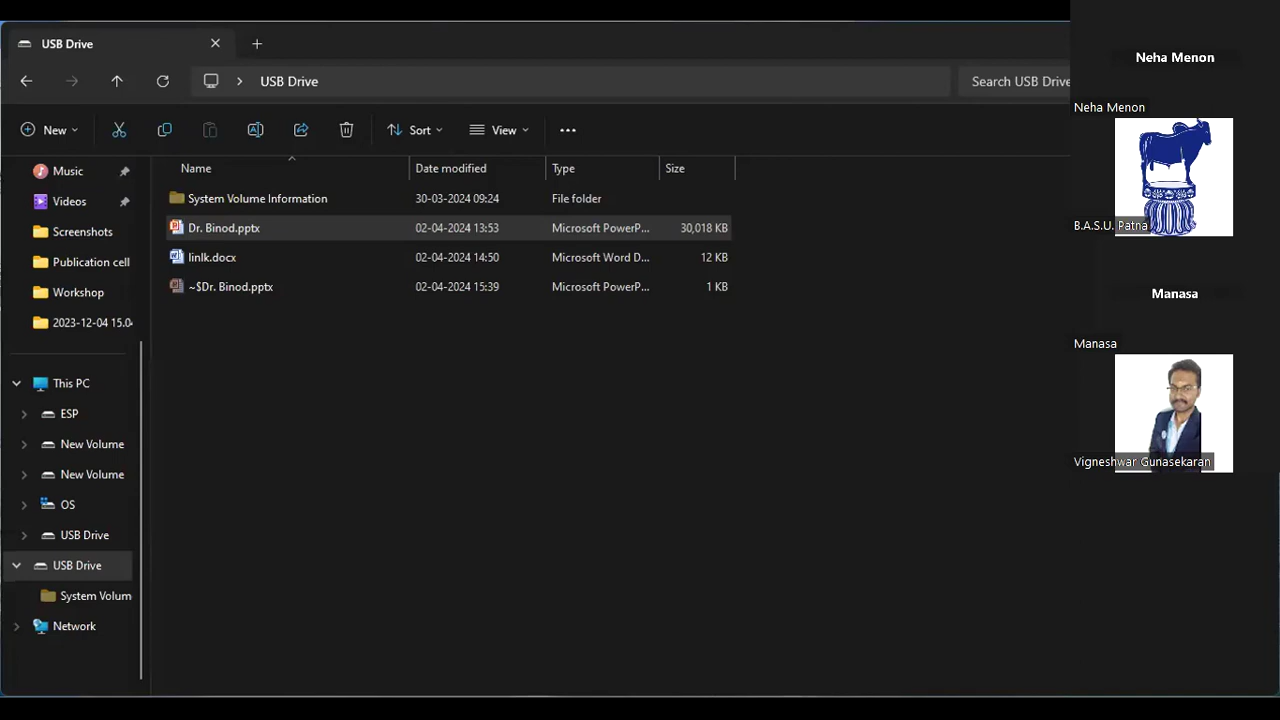 USB Drive
USB Drive
Search USB Drive
New
Sort
View
Name
Date modified
Type
Size
Music
Videos
Screenshots
Publication cell
Workshop
2023-12-04 15.0
This PC
ESP
New Volume
New Volume
OS
USB Drive
USB Drive
System Volum
Network
System Volume Information 30-03-2024 09:24 File folder
Dr. Binod.pptx 02-04-2024 13:53 Microsoft PowerP... 30,018 KB
linlk.docx 02-04-2024 14:50 Microsoft Word D... 12 KB
~$Dr. Binod.pptx 02-04-2024 15:39 Microsoft PowerP... 1 KB
Neha Menon
Neha Menon
B.A.S.U. Patna
Manasa
Manasa
Vigneshwar Gunasekaran